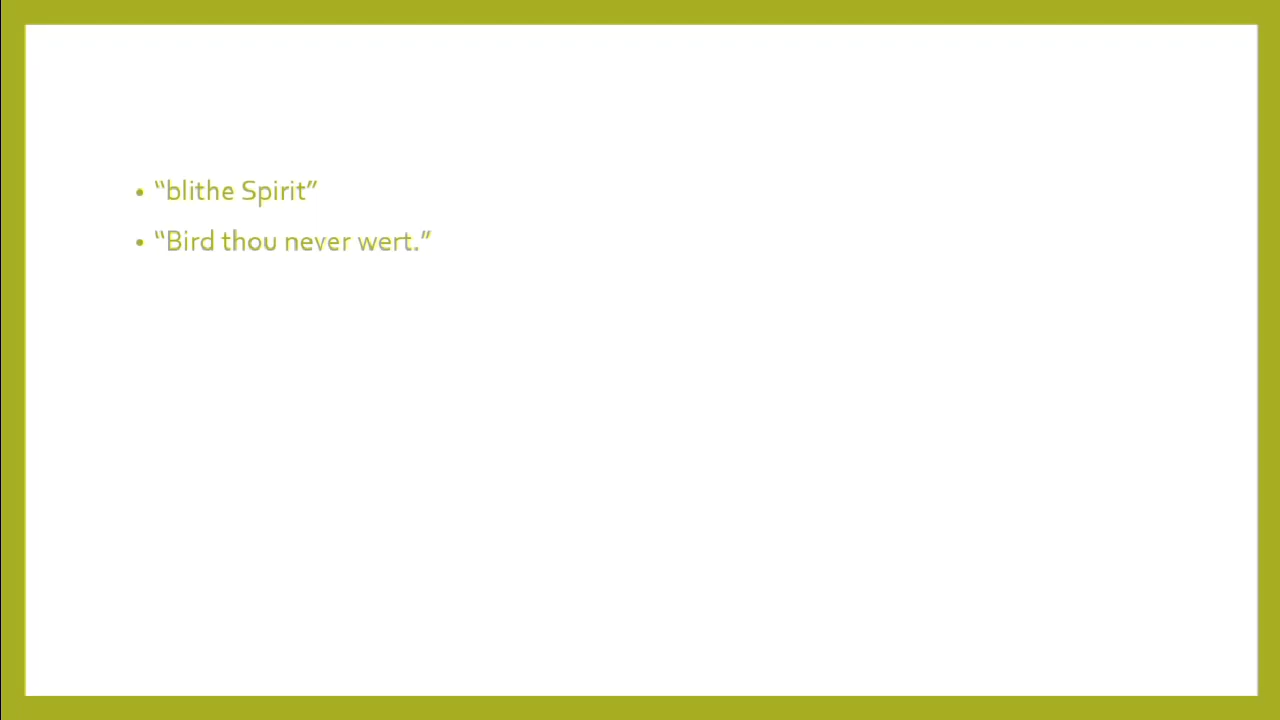 • “blithe Spirit”
• “Bird thou never wert.”